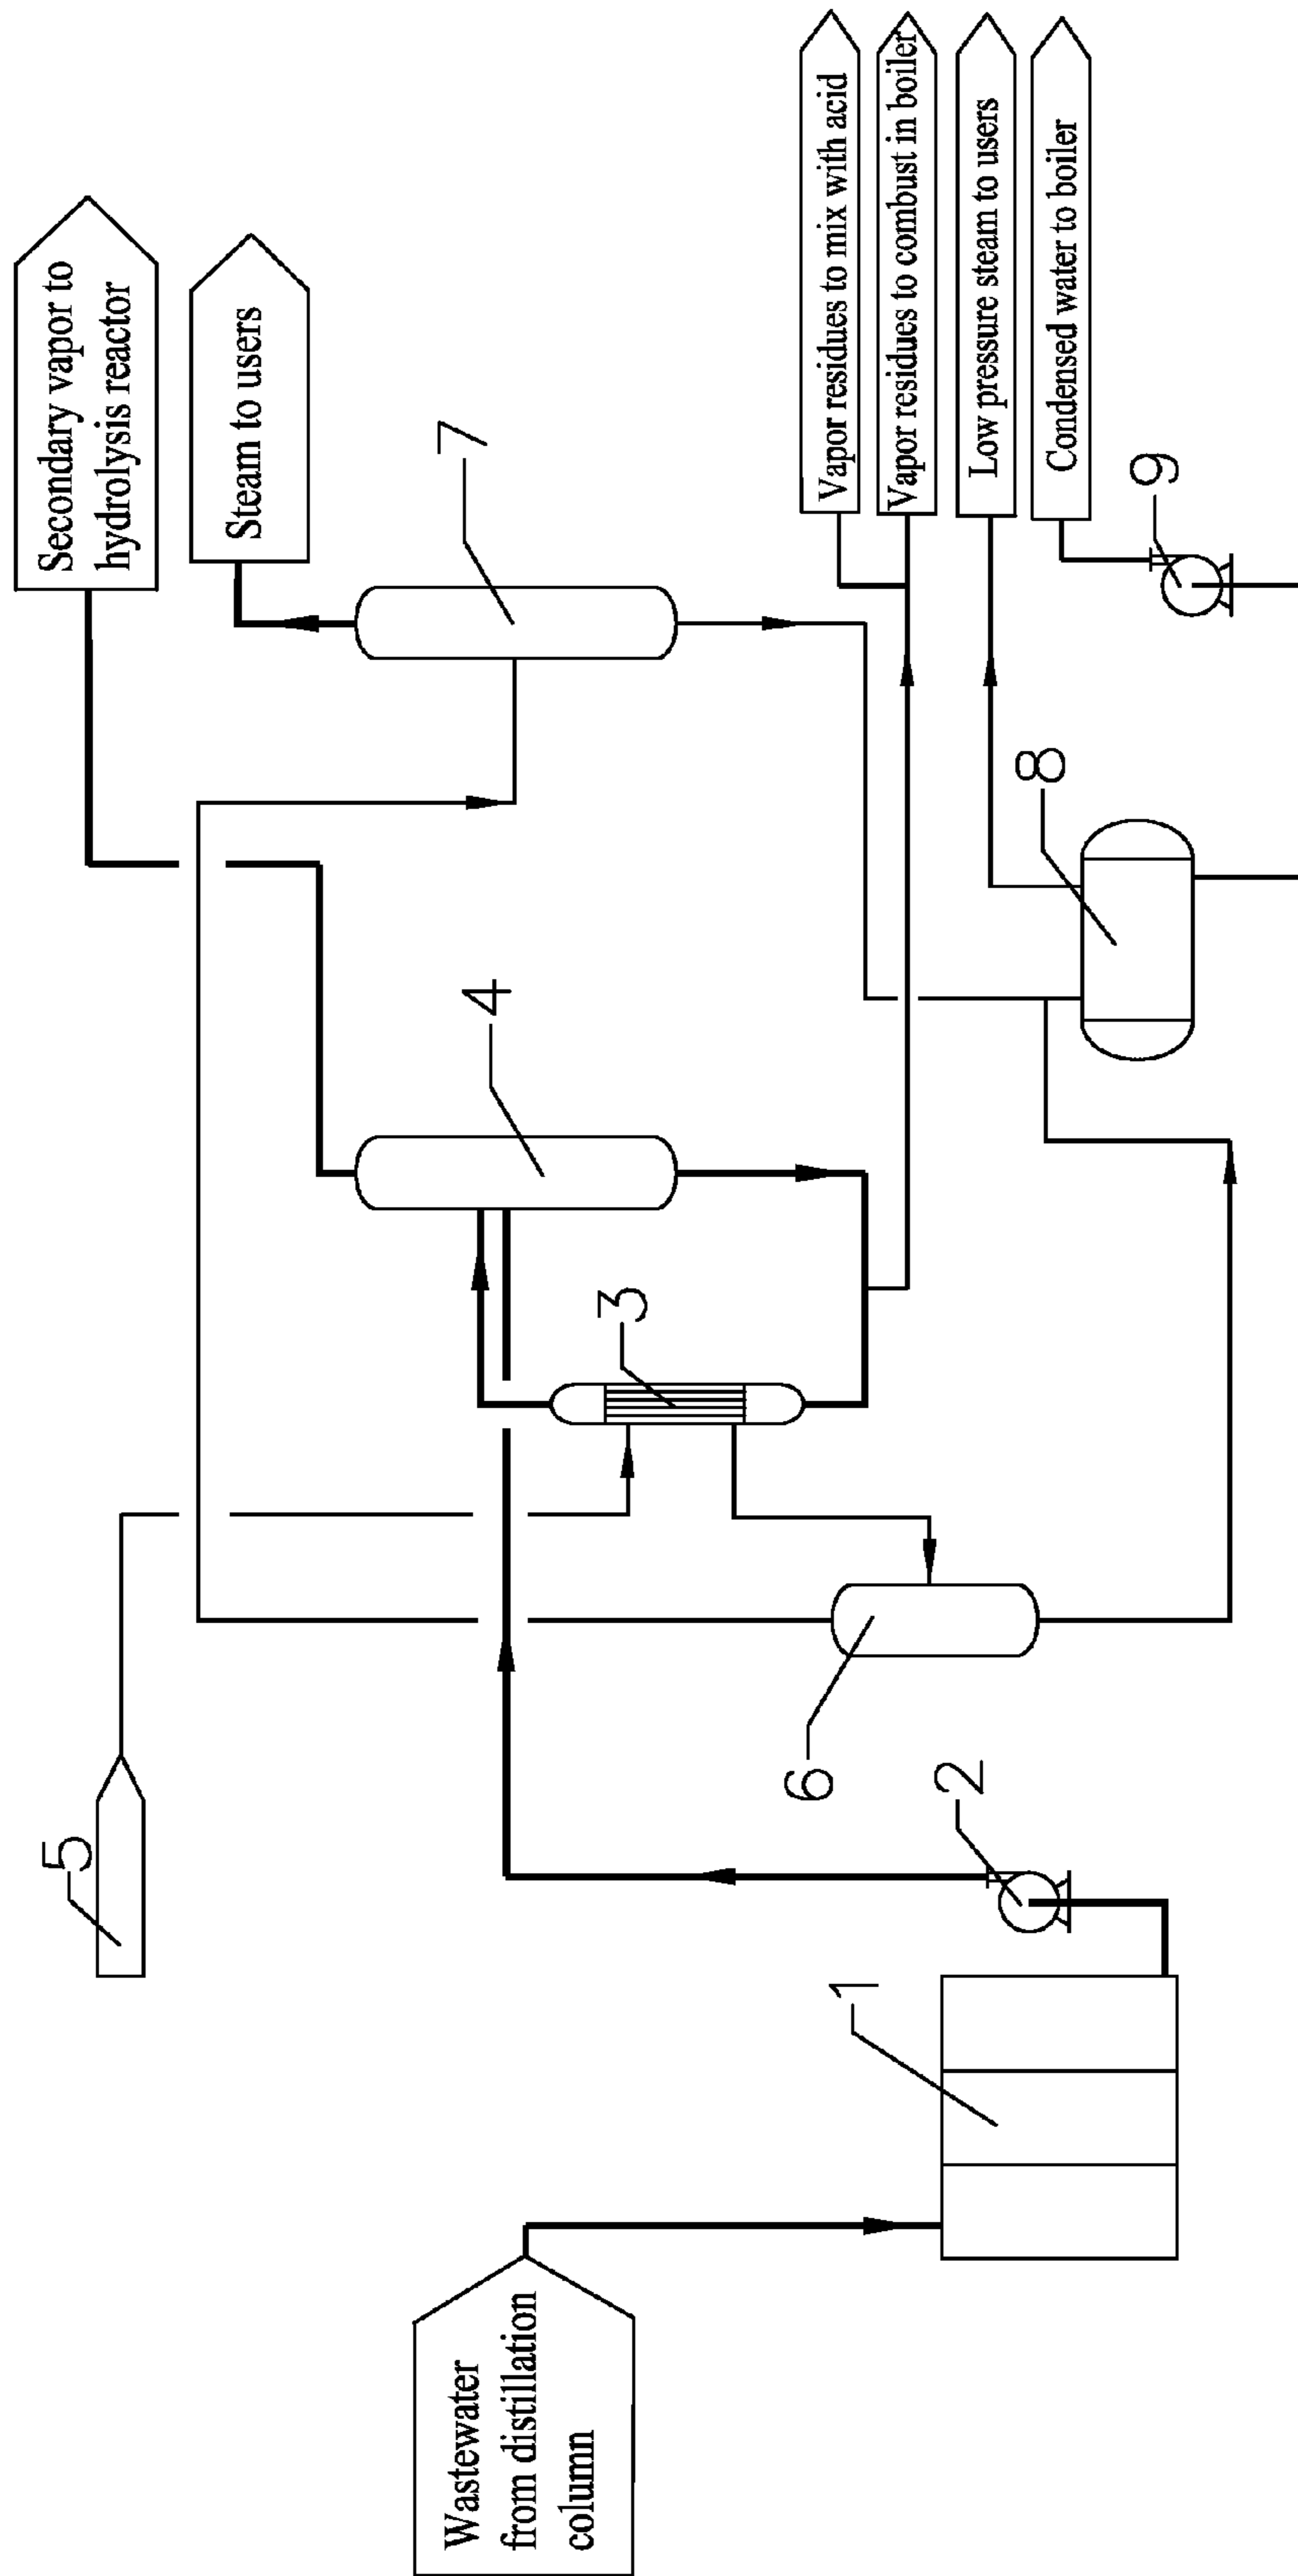 Secondary vapor to
hydrolysis reactor
Steam to users
7
Vapor residues to mix with acid
Vapor residues to combust in boiler
Low pressure steam to users
Condensed water to boiler
9
8
4
3
5
6
2
1
Wastewater
from distillation
column